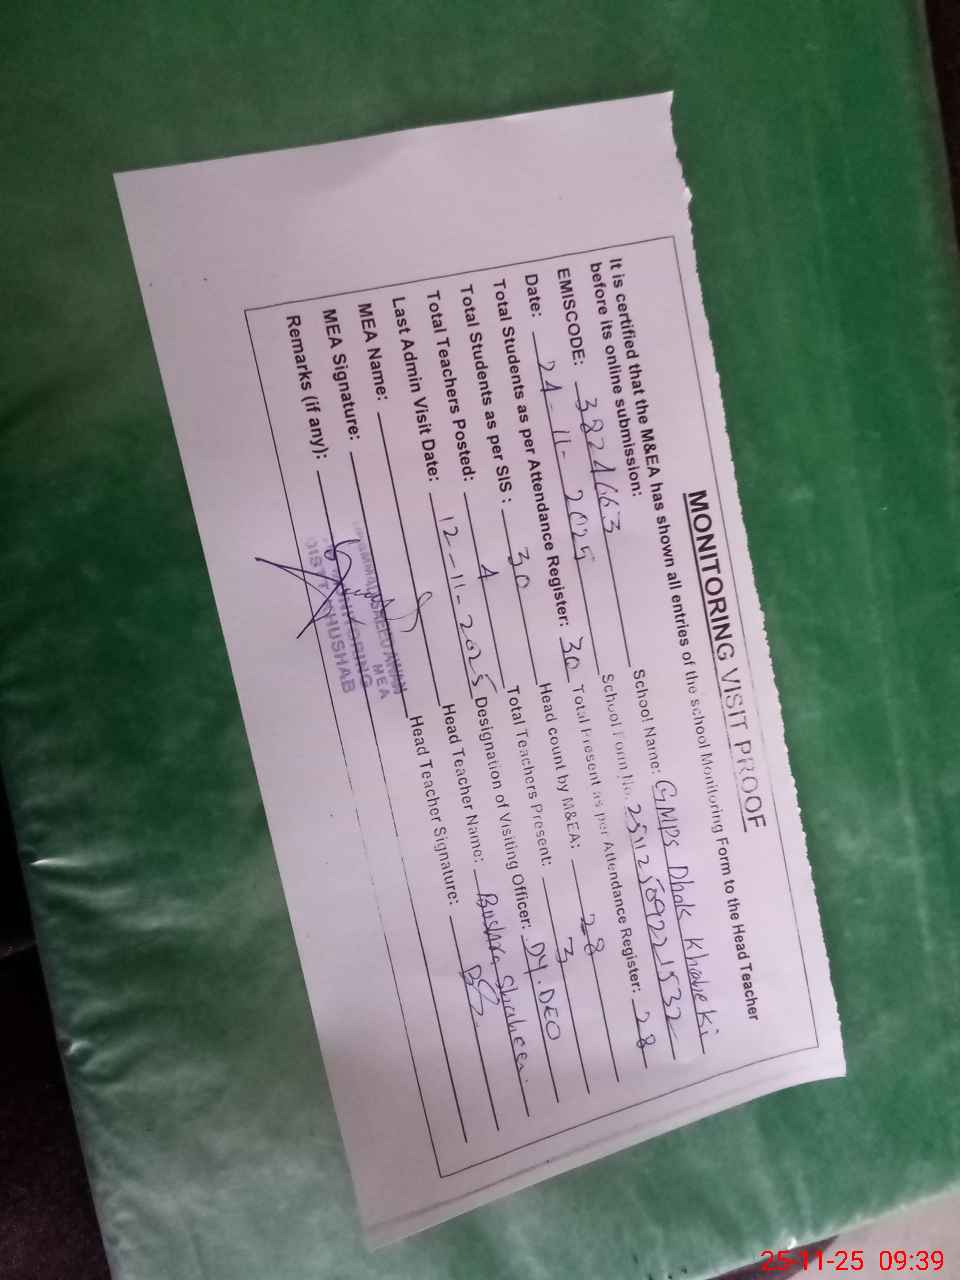 MONITORING VISIT PROOF
It is certified that the M&EA has shown all entries of the school Monitoring Form to the Head Teacher
before its online submission:
EMISCODE: 3824663 School Name: GMPS Dhok Khabeki
Date: 24-11-2025 School Form No.
Total Students as per Attendance Register: 30 Total Present as per Attendance Register: 28
Total Students as per SIS : 30 Head count by M&EA: 28
Total Teachers Posted: 4 Total Teachers Present: 3
Last Admin Visit Date: 12-11-2025 Designation of Visiting Officer: Dy. DEO
MEA Name: Head Teacher Name: Bushra Shaheen
MEA Signature: Head Teacher Signature:
Remarks (if any):
AWAN
MEA
MONITORING
DISTT KHUSHAB
25-11-25 09:39